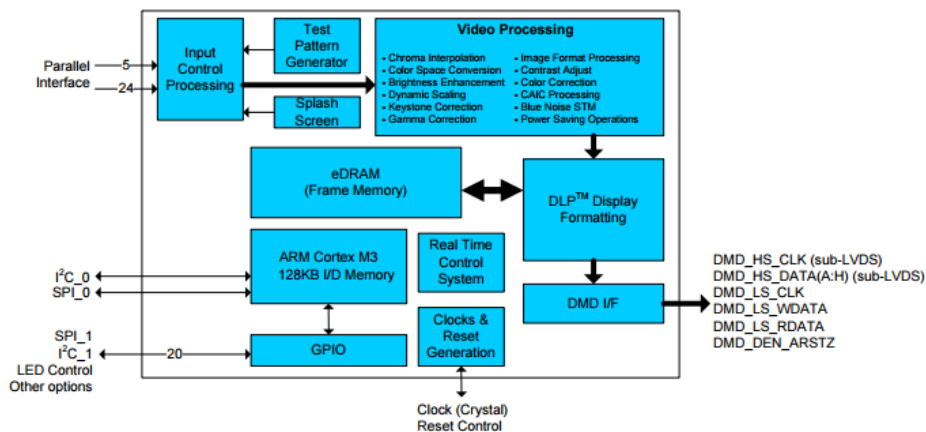 Parallel
Interface
5
24
Input
Control
Processing
Test
Pattern
Generator
Splash
Screen
Video Processing
• Chroma Interpolation
• Color Space Conversion
• Brightness Enhancement
• Dynamic Scaling
• Keystone Correction
• Gamma Correction
• Image Format Processing
• Contrast Adjust
• Color Correction
• CAIC Processing
• Blue Noise STM
• Power Saving Operations
eDRAM
(Frame Memory)
DLP™ Display
Formatting
ARM Cortex M3
128KB I/D Memory
Real Time
Control
System
I²C_0
SPI_0
DMD I/F
DMD_HS_CLK (sub-LVDS)
DMD_HS_DATA(A:H) (sub-LVDS)
DMD_LS_CLK
DMD_LS_WDATA
DMD_LS_RDATA
DMD_DEN_ARSTZ
SPI_1
I²C_1
LED Control
Other options
20
GPIO
Clocks &
Reset
Generation
Clock (Crystal)
Reset Control